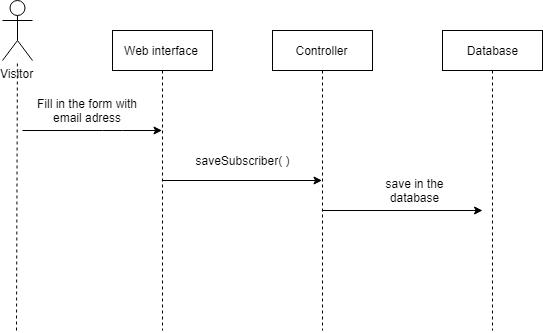 Web interface
Controller
Database
Visitor
Fill in the form with
email adress
saveSubscriber( )
save in the
database